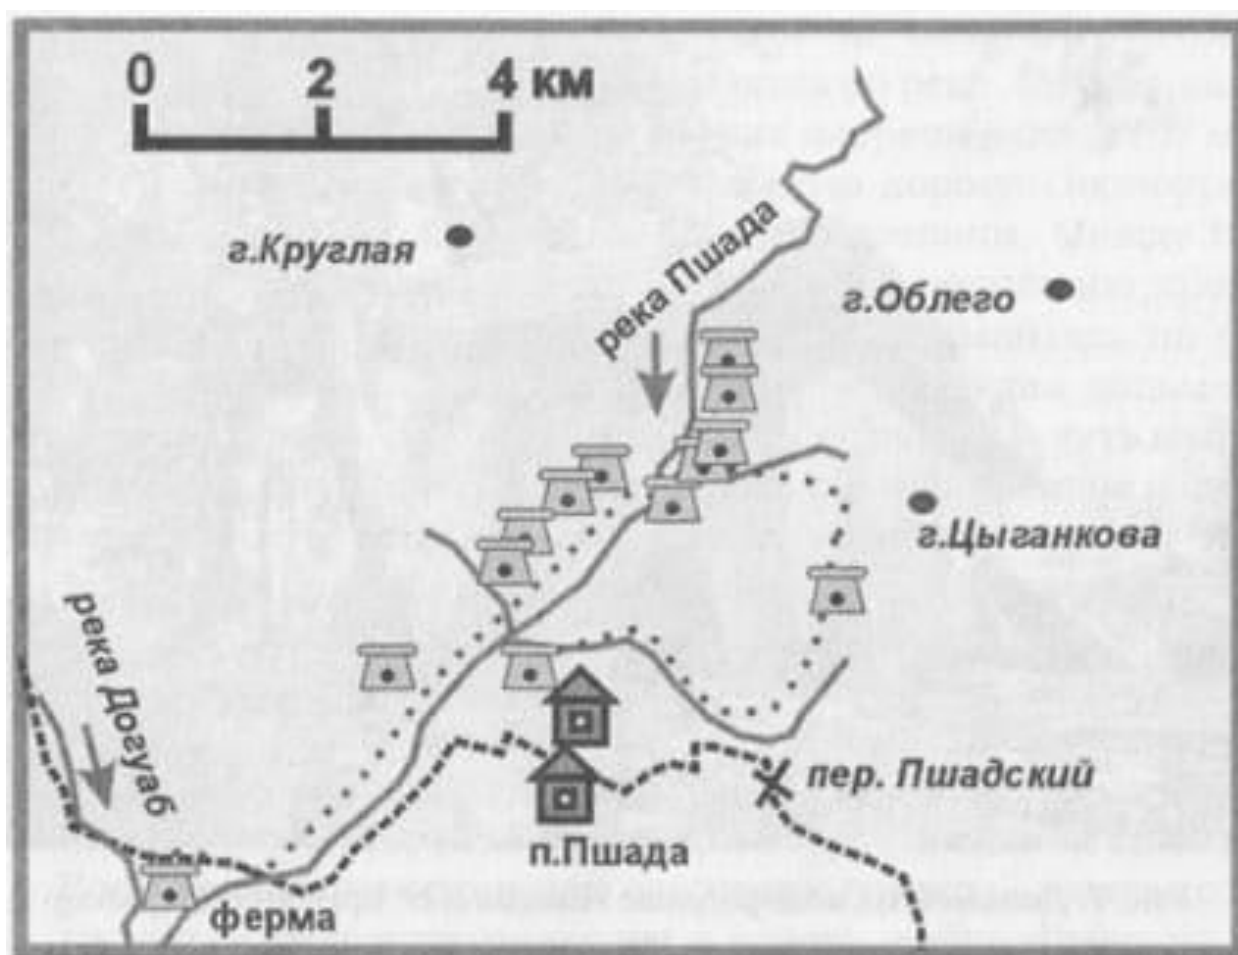 0 2 4 км
г.Круглая
река Пшада
г.Облего
г.Цыганкова
река Догуаб
пер. Пшадский
п.Пшада
ферма